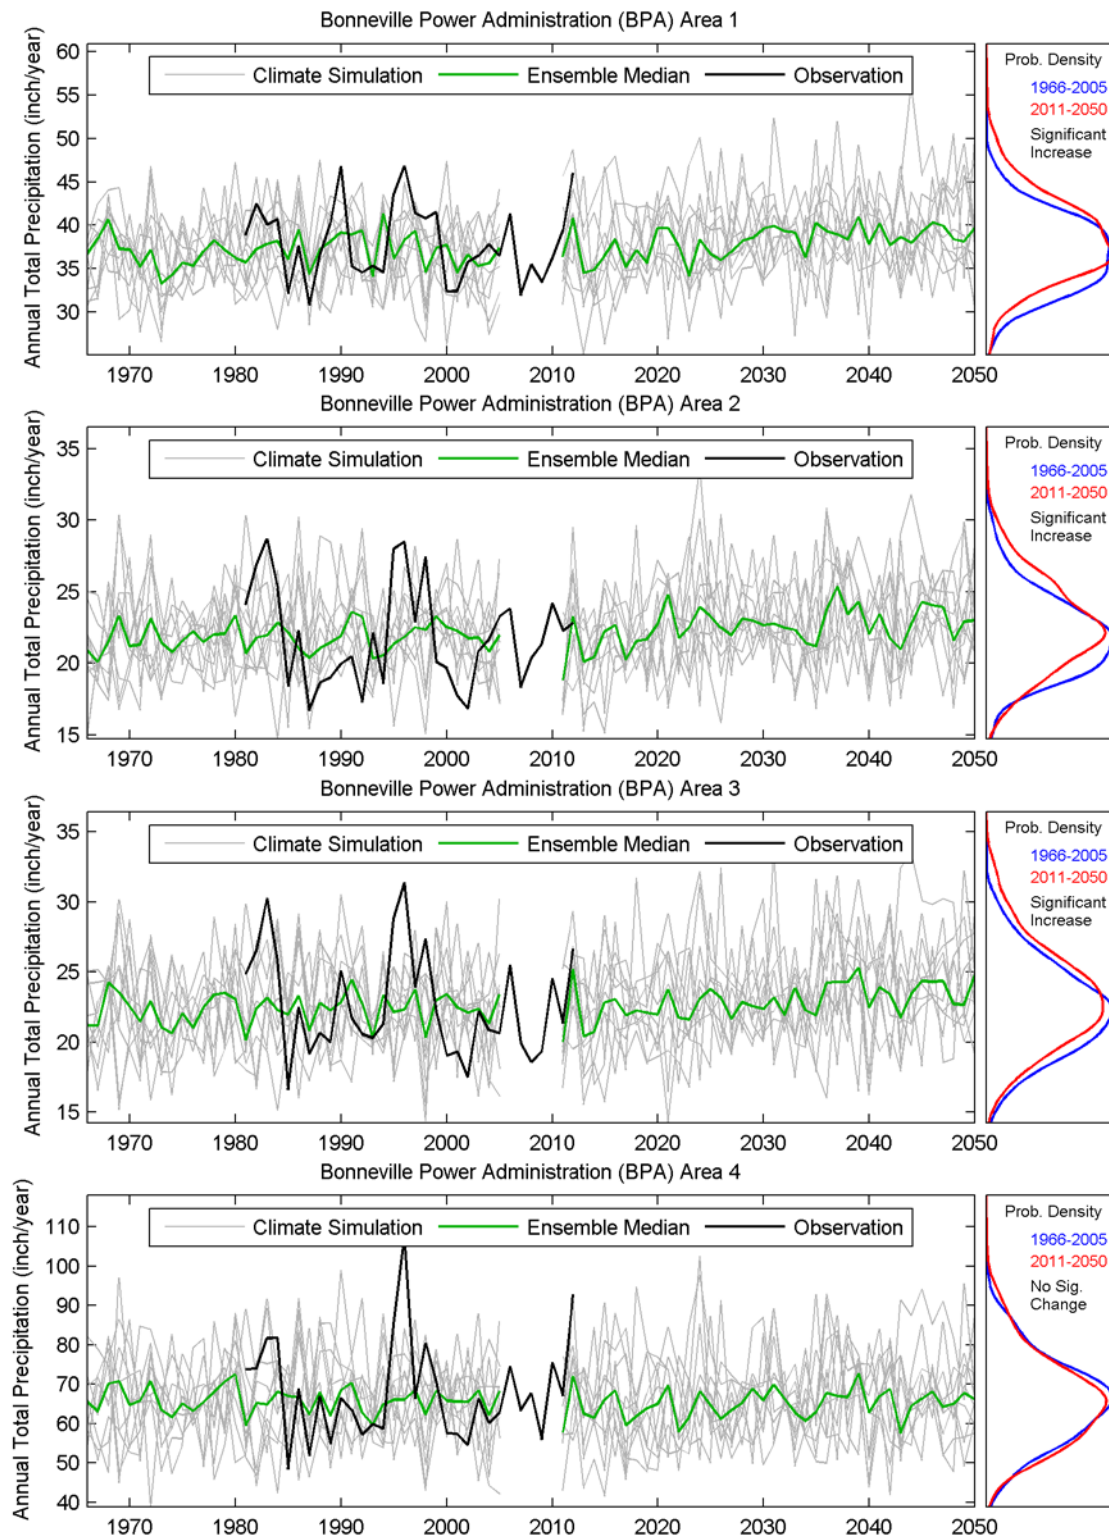 Bonneville Power Administration (BPA) Area 1
Annual Total Precipitation (inch/year)
60
55
50
45
40
35
30
Climate Simulation Ensemble Median Observation
1970 1980 1990 2000 2010 2020 2030 2040 2050
Prob. Density
1966-2005
2011-2050
Significant
Increase
Bonneville Power Administration (BPA) Area 2
Annual Total Precipitation (inch/year)
35
30
25
20
15
Climate Simulation Ensemble Median Observation
1970 1980 1990 2000 2010 2020 2030 2040 2050
Prob. Density
1966-2005
2011-2050
Significant
Increase
Bonneville Power Administration (BPA) Area 3
Annual Total Precipitation (inch/year)
35
30
25
20
15
Climate Simulation Ensemble Median Observation
1970 1980 1990 2000 2010 2020 2030 2040 2050
Prob. Density
1966-2005
2011-2050
Significant
Increase
Bonneville Power Administration (BPA) Area 4
Annual Total Precipitation (inch/year)
110
100
90
80
70
60
50
40
Climate Simulation Ensemble Median Observation
1970 1980 1990 2000 2010 2020 2030 2040 2050
Prob. Density
1966-2005
2011-2050
No Sig.
Change